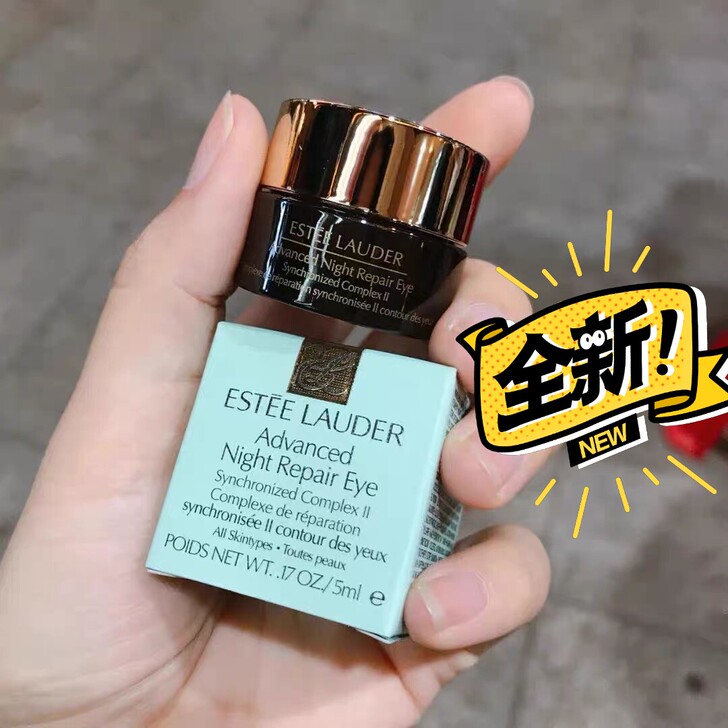 ESTĒE LAUDER
Advanced Night Repair Eye
Synchronized Complex II
réparation synchronisée II contour des yeux
ESTĒE LAUDER
Advanced
Night Repair Eye
Synchronized Complex II
Complexe de réparation
synchronisée II contour des yeux
All Skintypes • Toutes peaux
POIDS NET WT. .17 OZ./5ml e
全新!
NEW